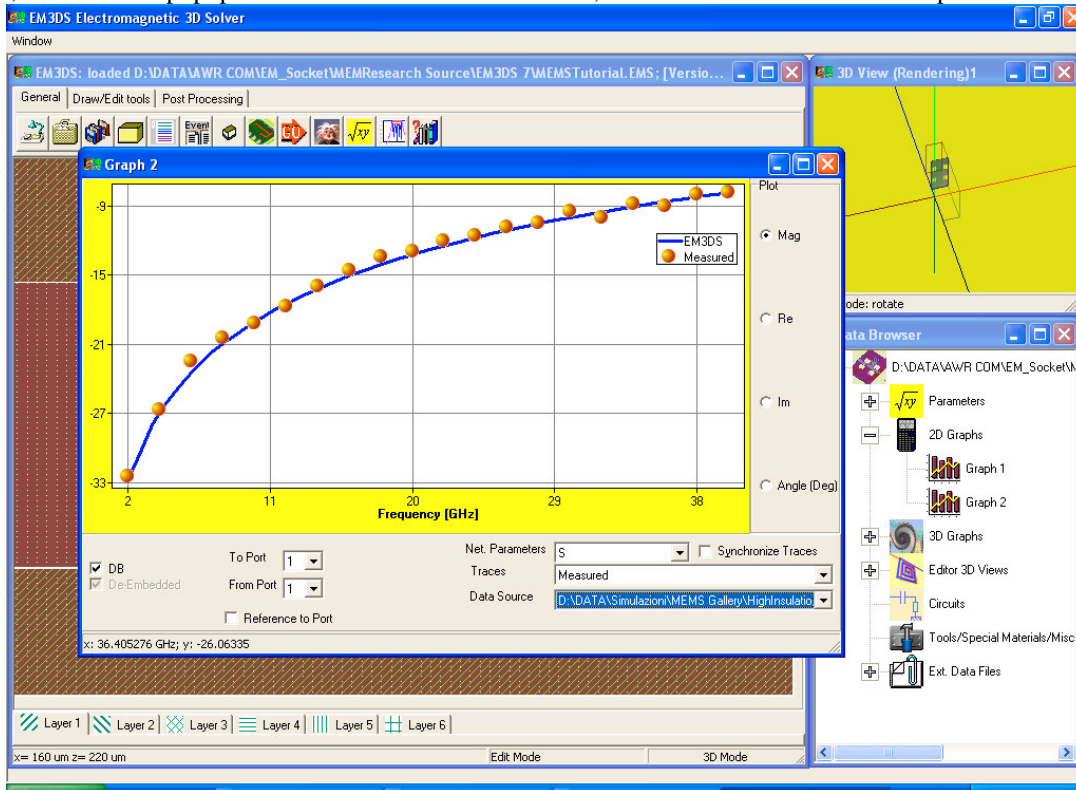 EM3DS Electromagnetic 3D Solver
Window
EM3DS: loaded D:\DATA\AWR COM\EM_Socket\MEMResearch Source\EM3DS 7\MEMSTutorial.EMS; [Versio...
3D View (Rendering)1
General
Draw/Edit tools
Post Processing
Event
GO
√xy
Graph 2
-9
-15
-21
-27
-33
2
11
20
29
38
Frequency [GHz]
EM3DS
Measured
Plot
Mag
Re
Im
Angle (Deg)
DB
De-Embedded
To Port
1
From Port
1
Reference to Port
Net. Parameters
S
Synchronize Traces
Traces
Measured
Data Source
D:\DATA\Simulazioni\MEMS Gallery\HighInsulatio
x: 36.405276 GHz; y: -26.06335
ode: rotate
ata Browser
D:\DATA\AWR COM\EM_Socket\M
√xy
Parameters
2D Graphs
Graph 1
Graph 2
3D Graphs
Editor 3D Views
Circuits
Tools/Special Materials/Misc
Ext. Data Files
Layer 1
Layer 2
Layer 3
Layer 4
Layer 5
Layer 6
x= 160 um z= 220 um
Edit Mode
3D Mode